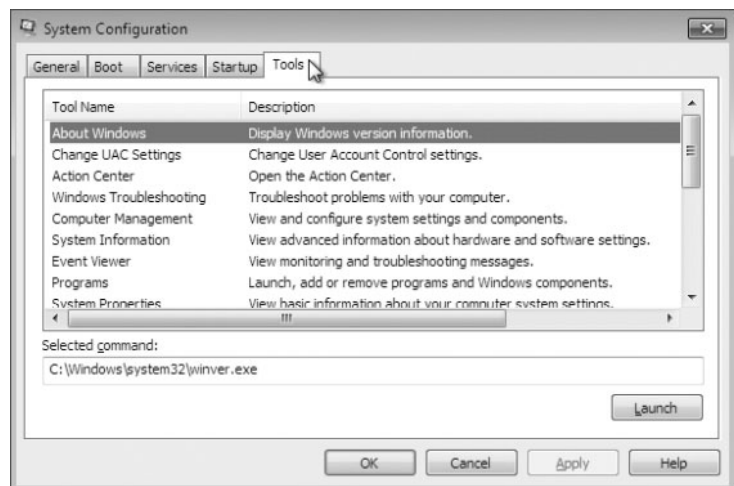 System Configuration
General Boot Services Startup Tools
Tool Name Description
About Windows Display Windows version information.
Change UAC Settings Change User Account Control settings.
Action Center Open the Action Center.
Windows Troubleshooting Troubleshoot problems with your computer.
Computer Management View and configure system settings and components.
System Information View advanced information about hardware and software settings.
Event Viewer View monitoring and troubleshooting messages.
Programs Launch, add or remove programs and Windows components.
System Properties View basic information about your computer system settings.
Selected command:
C:\Windows\system32\winver.exe
Launch
OK Cancel Apply Help